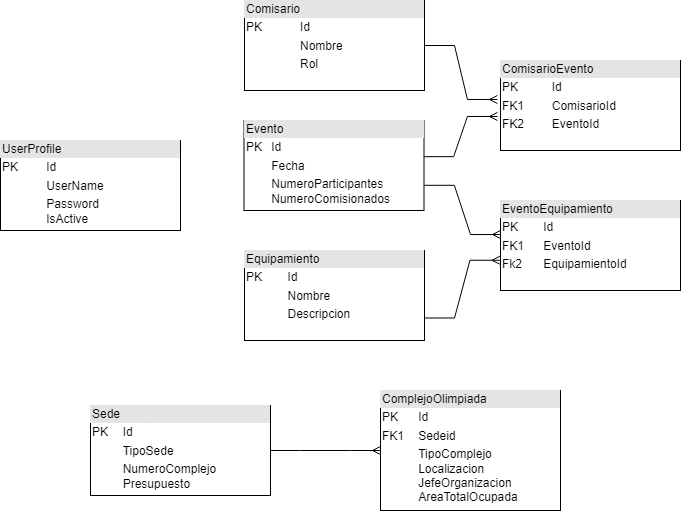 Comisario
PK Id
Nombre
Rol
ComisarioEvento
PK Id
FK1 ComisarioId
FK2 EventoId
Evento
PK Id
Fecha
NumeroParticipantes
NumeroComisionados
UserProfile
PK Id
UserName
Password
IsActive
EventoEquipamiento
PK Id
FK1 EventoId
Fk2 EquipamientoId
Equipamiento
PK Id
Nombre
Descripcion
Sede
PK Id
TipoSede
NumeroComplejo
Presupuesto
ComplejoOlimpiada
PK Id
FK1 Sedeid
TipoComplejo
Localizacion
JefeOrganizacion
AreaTotalOcupada